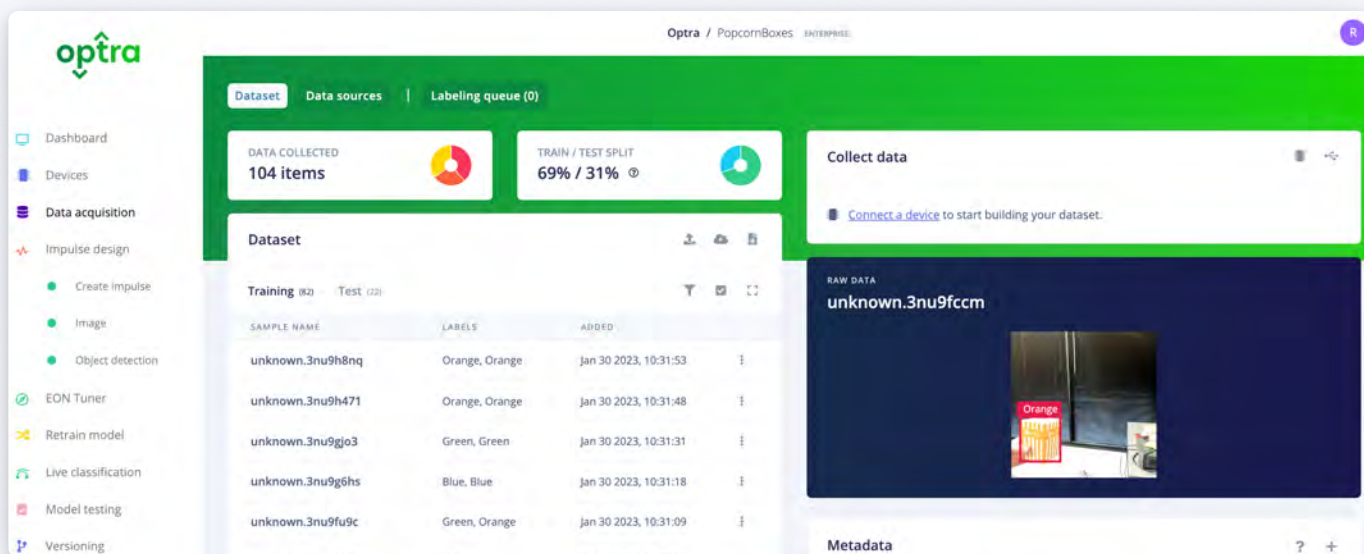 optra
Optra / PopcornBoxes ENTERPRISE
R
Dataset Data sources | Labeling queue (0)
Dashboard
Devices
Data acquisition
Impulse design
Create impulse
Image
Object detection
EON Tuner
Retrain model
Live classification
Model testing
Versioning
DATA COLLECTED
104 items
TRAIN / TEST SPLIT
69% / 31% ?
Dataset
Training (82) Test (22)
SAMPLE NAME LABELS ADDED
unknown.3nu9h8nq Orange, Orange Jan 30 2023, 10:31:53
unknown.3nu9h471 Orange, Orange Jan 30 2023, 10:31:48
unknown.3nu9gjo3 Green, Green Jan 30 2023, 10:31:31
unknown.3nu9g6hs Blue, Blue Jan 30 2023, 10:31:18
unknown.3nu9fu9c Green, Orange Jan 30 2023, 10:31:09
Collect data
Connect a device to start building your dataset.
RAW DATA
unknown.3nu9fccm
Orange
Metadata ? +